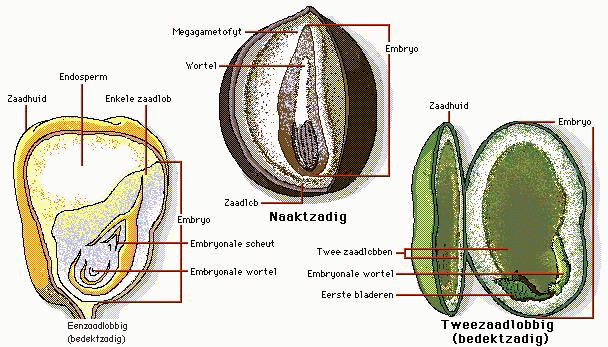 Zaadhuid
Endosperm
Enkele zaadlob
Embryo
Embryonale scheut
Embryonale wortel
Eenzaadlobbig
(bedektzadig)
Megagametofyt
Wortel
Embryo
Zaadlob
Naaktzadig
Zaadhuid
Embryo
Twee zaadlobben
Embryonale wortel
Eerste bladeren
Tweezaadlobbig
(bedektzadig)